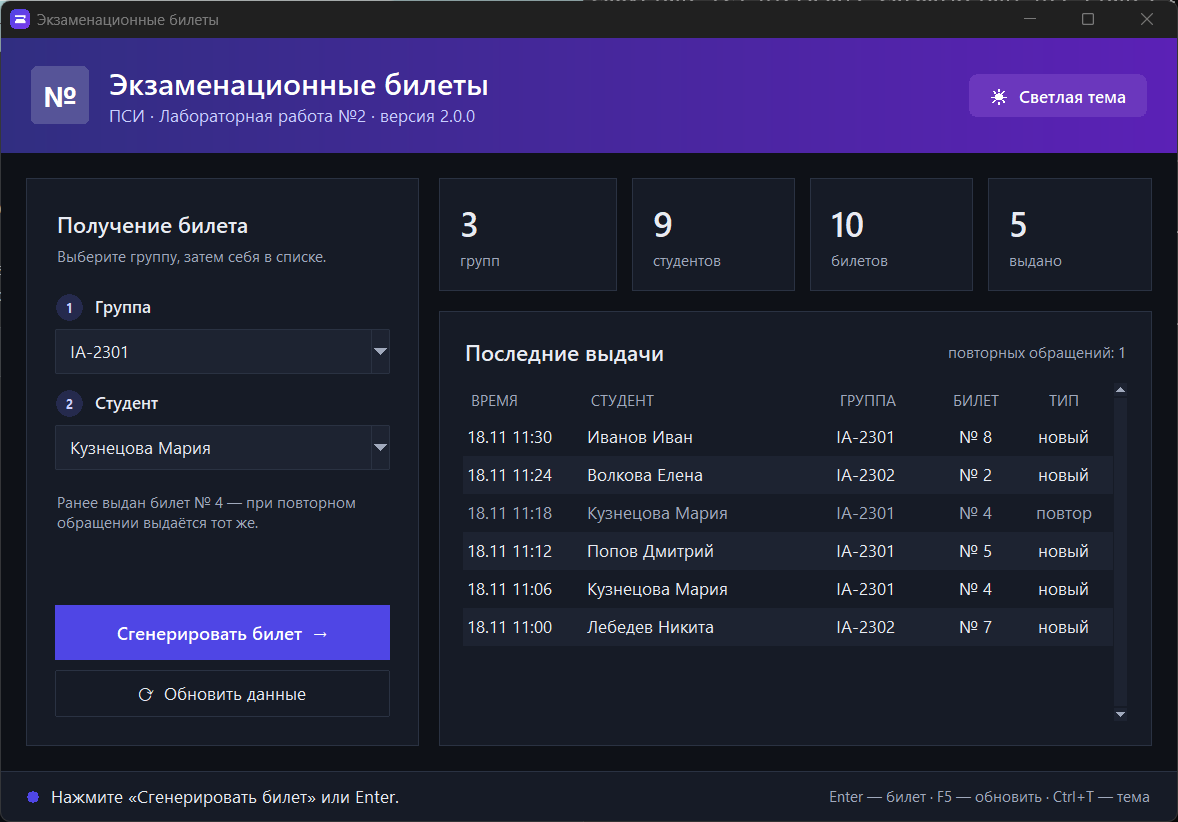 Экзаменационные билеты
№
Экзаменационные билеты
ПСИ · Лабораторная работа №2 · версия 2.0.0
Светлая тема
Получение билета
Выберите группу, затем себя в списке.
1 Группа
IA-2301
2 Студент
Кузнецова Мария
Ранее выдан билет № 4 — при повторном
обращении выдаётся тот же.
Сгенерировать билет →
Обновить данные
3
групп
9
студентов
10
билетов
5
выдано
Последние выдачи
повторных обращений: 1
ВРЕМЯ СТУДЕНТ ГРУППА БИЛЕТ ТИП
18.11 11:30 Иванов Иван IA-2301 № 8 новый
18.11 11:24 Волкова Елена IA-2302 № 2 новый
18.11 11:18 Кузнецова Мария IA-2301 № 4 повтор
18.11 11:12 Попов Дмитрий IA-2301 № 5 новый
18.11 11:06 Кузнецова Мария IA-2301 № 4 новый
18.11 11:00 Лебедев Никита IA-2302 № 7 новый
Нажмите «Сгенерировать билет» или Enter.
Enter — билет · F5 — обновить · Ctrl+T — тема